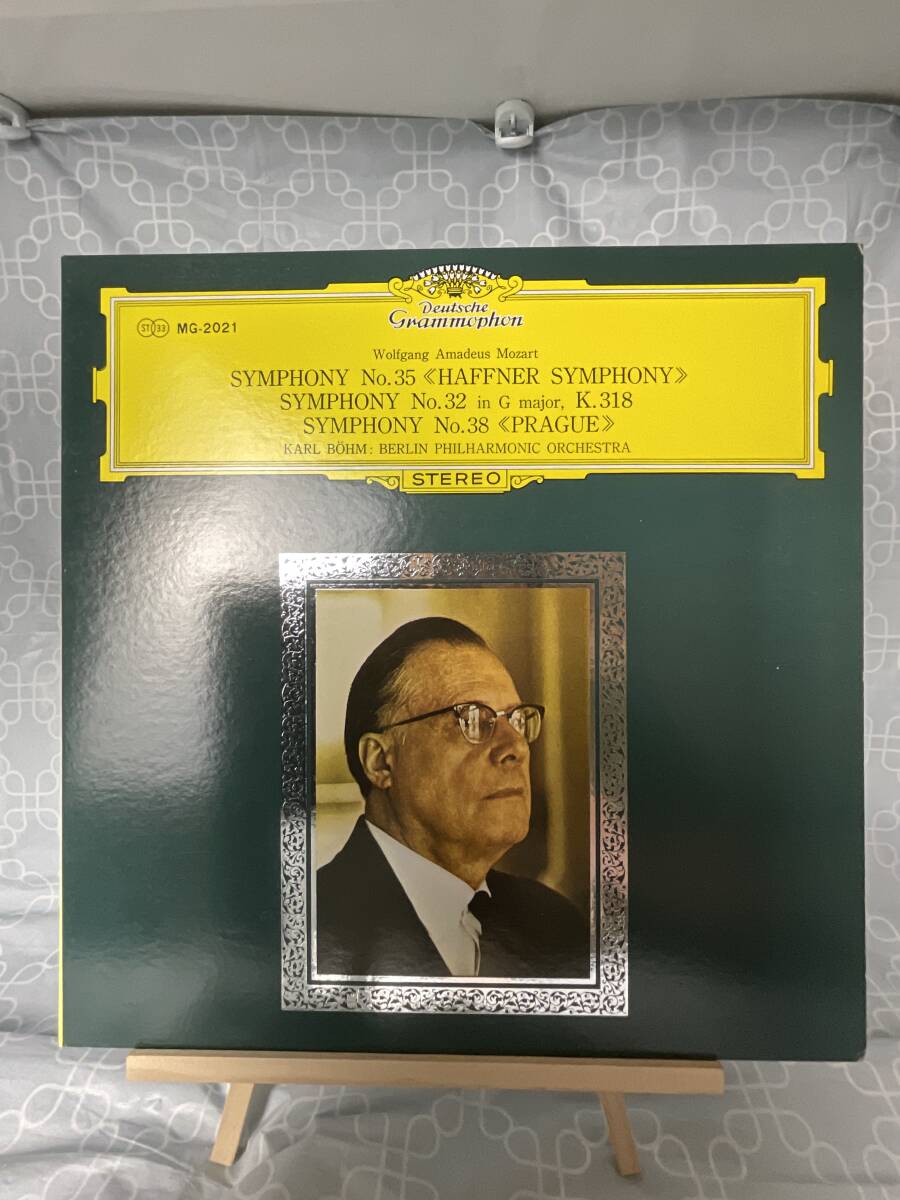 Deutsche
Grammophon
ST 33 MG-2021
Wolfgang Amadeus Mozart
SYMPHONY No.35 《HAFFNER SYMPHONY》
SYMPHONY No.32 in G major, K.318
SYMPHONY No.38 《PRAGUE》
KARL BÖHM: BERLIN PHILHARMONIC ORCHESTRA
STEREO